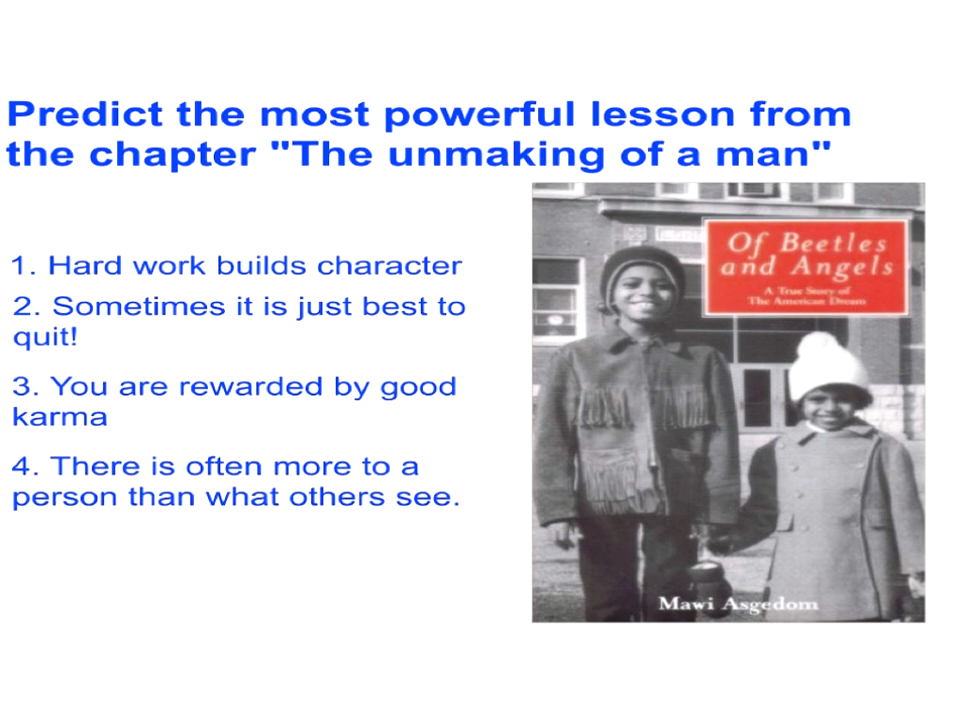 Predict the most powerful lesson from
the chapter "The unmaking of a man"
1. Hard work builds character
2. Sometimes it is just best to
quit!
3. You are rewarded by good
karma
4. There is often more to a
person than what others see.
Of Beetles
and Angels
A True Story of
The American Dream
Mawi Asgedom